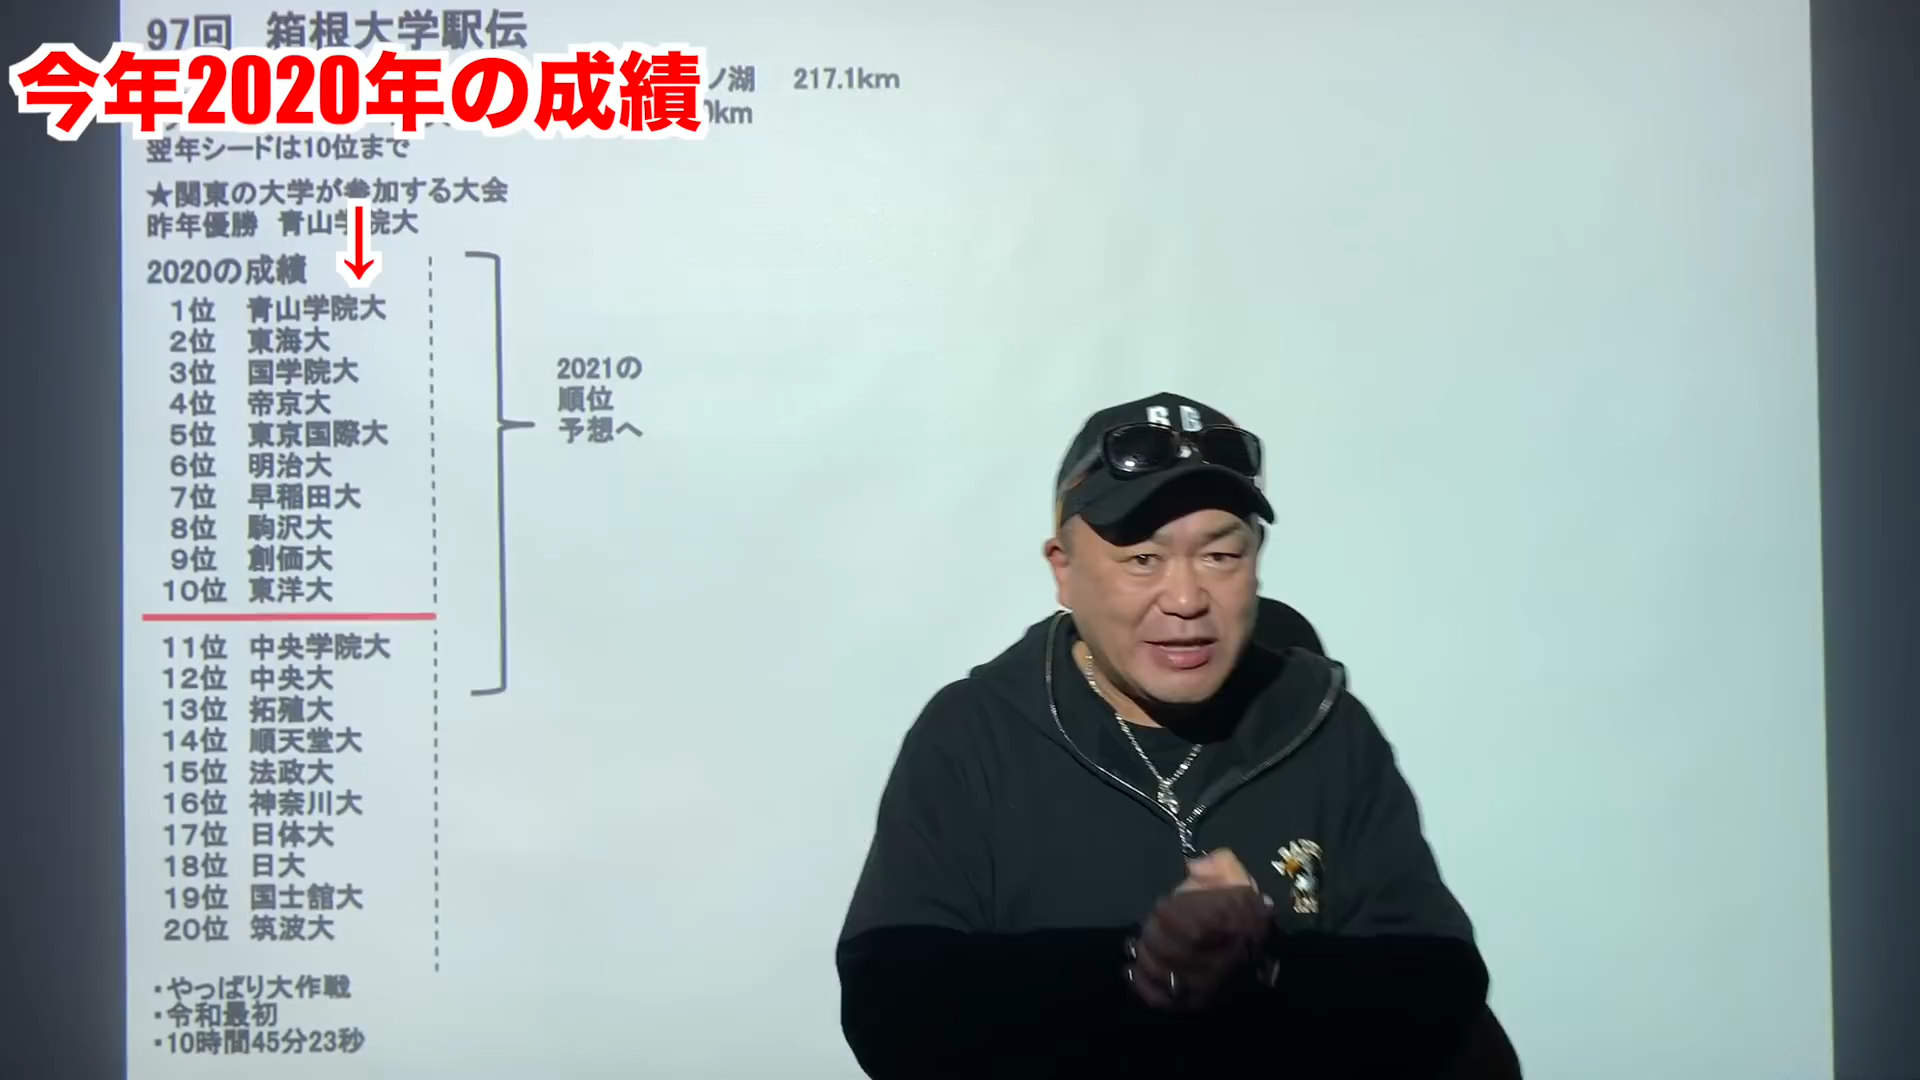 97回 箱根大学駅伝
今年2020年の成績
ノ湖 217.1km
0km
翌年シードは10位まで
★関東の大学が参加する大会
昨年優勝 青山学院大
↓
2020の成績
1位 青山学院大
2位 東海大
3位 国学院大
4位 帝京大
5位 東京国際大
6位 明治大
7位 早稲田大
8位 駒沢大
9位 創価大
10位 東洋大
2021の
順位
予想へ
11位 中央学院大
12位 中央大
13位 拓殖大
14位 順天堂大
15位 法政大
16位 神奈川大
17位 日体大
18位 日大
19位 国士舘大
20位 筑波大
・やっぱり大作戦
・令和最初
・10時間45分23秒